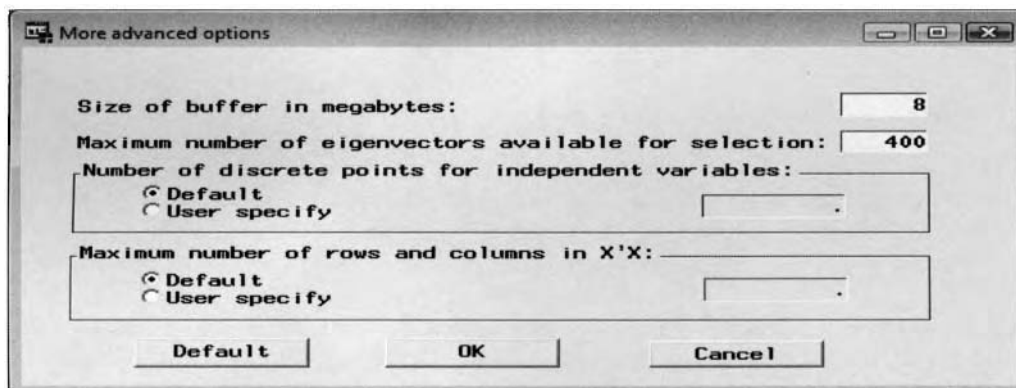 More advanced options
Size of buffer in megabytes: 8
Maximum number of eigenvectors available for selection: 400
Number of discrete points for independent variables:
Default
User specify .
Maximum number of rows and columns in X'X:
Default
User specify .
Default OK Cancel